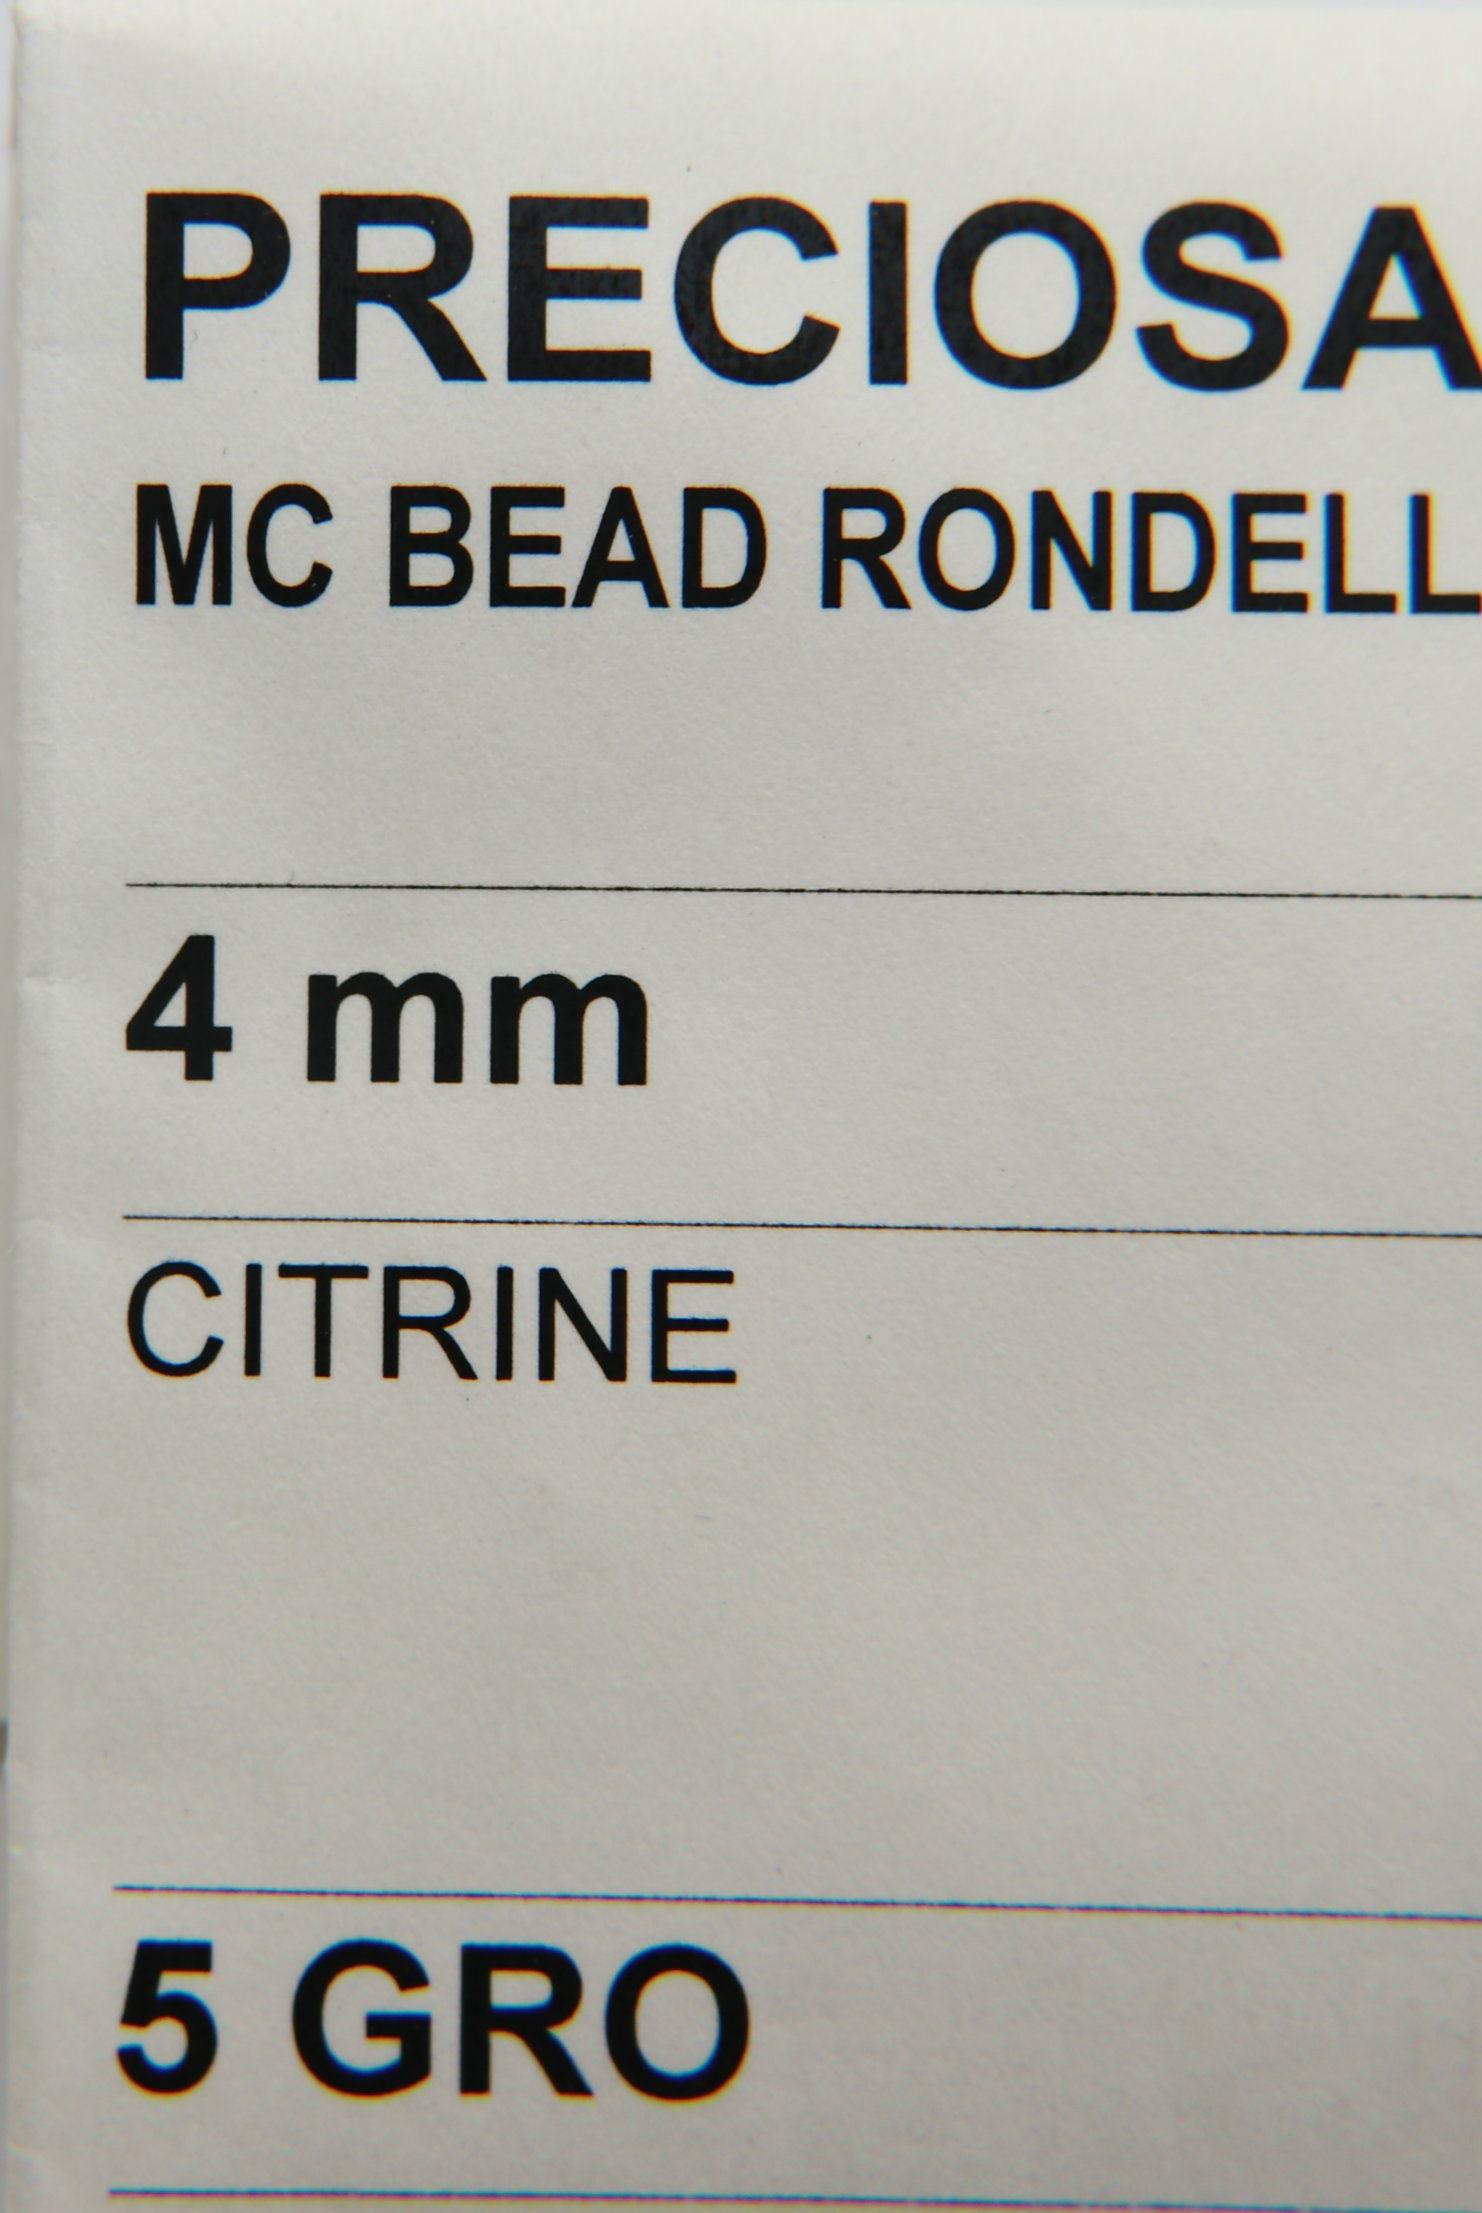 PRECIOSA
MC BEAD RONDELL
4 mm
CITRINE
5 GRO